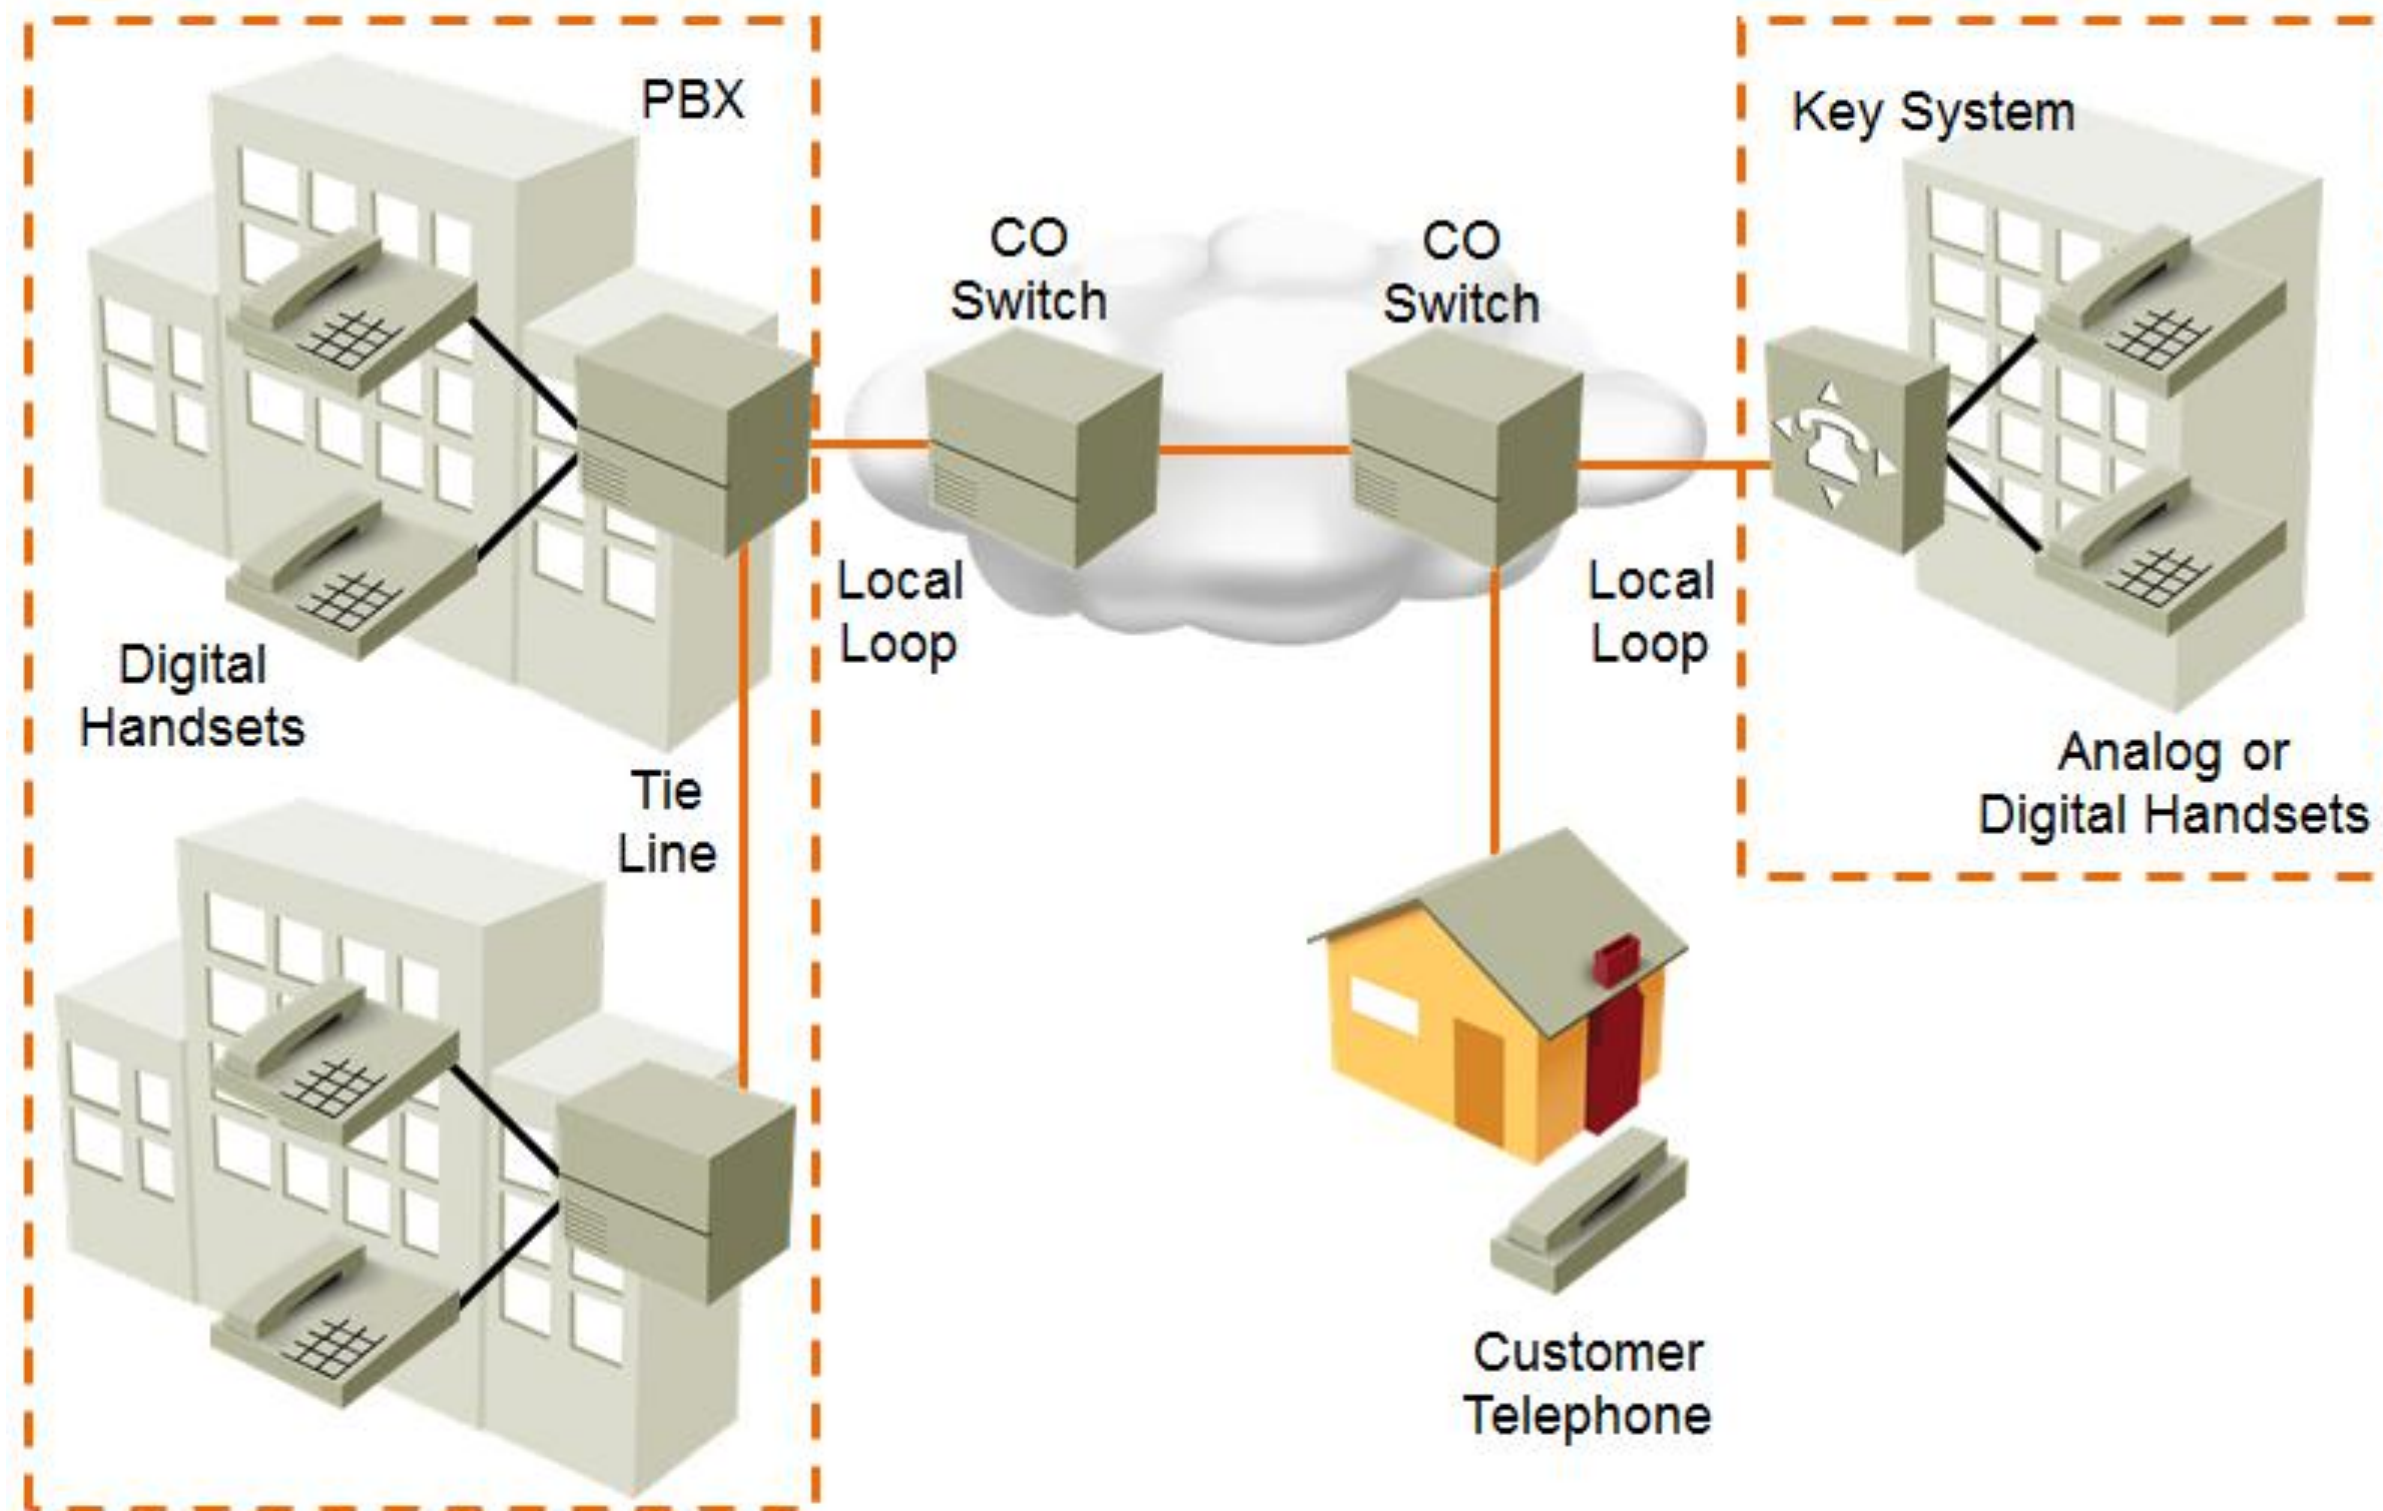 PBX
Key System
CO
Switch
CO
Switch
Local
Loop
Local
Loop
Digital
Handsets
Tie
Line
Analog or
Digital Handsets
Customer
Telephone